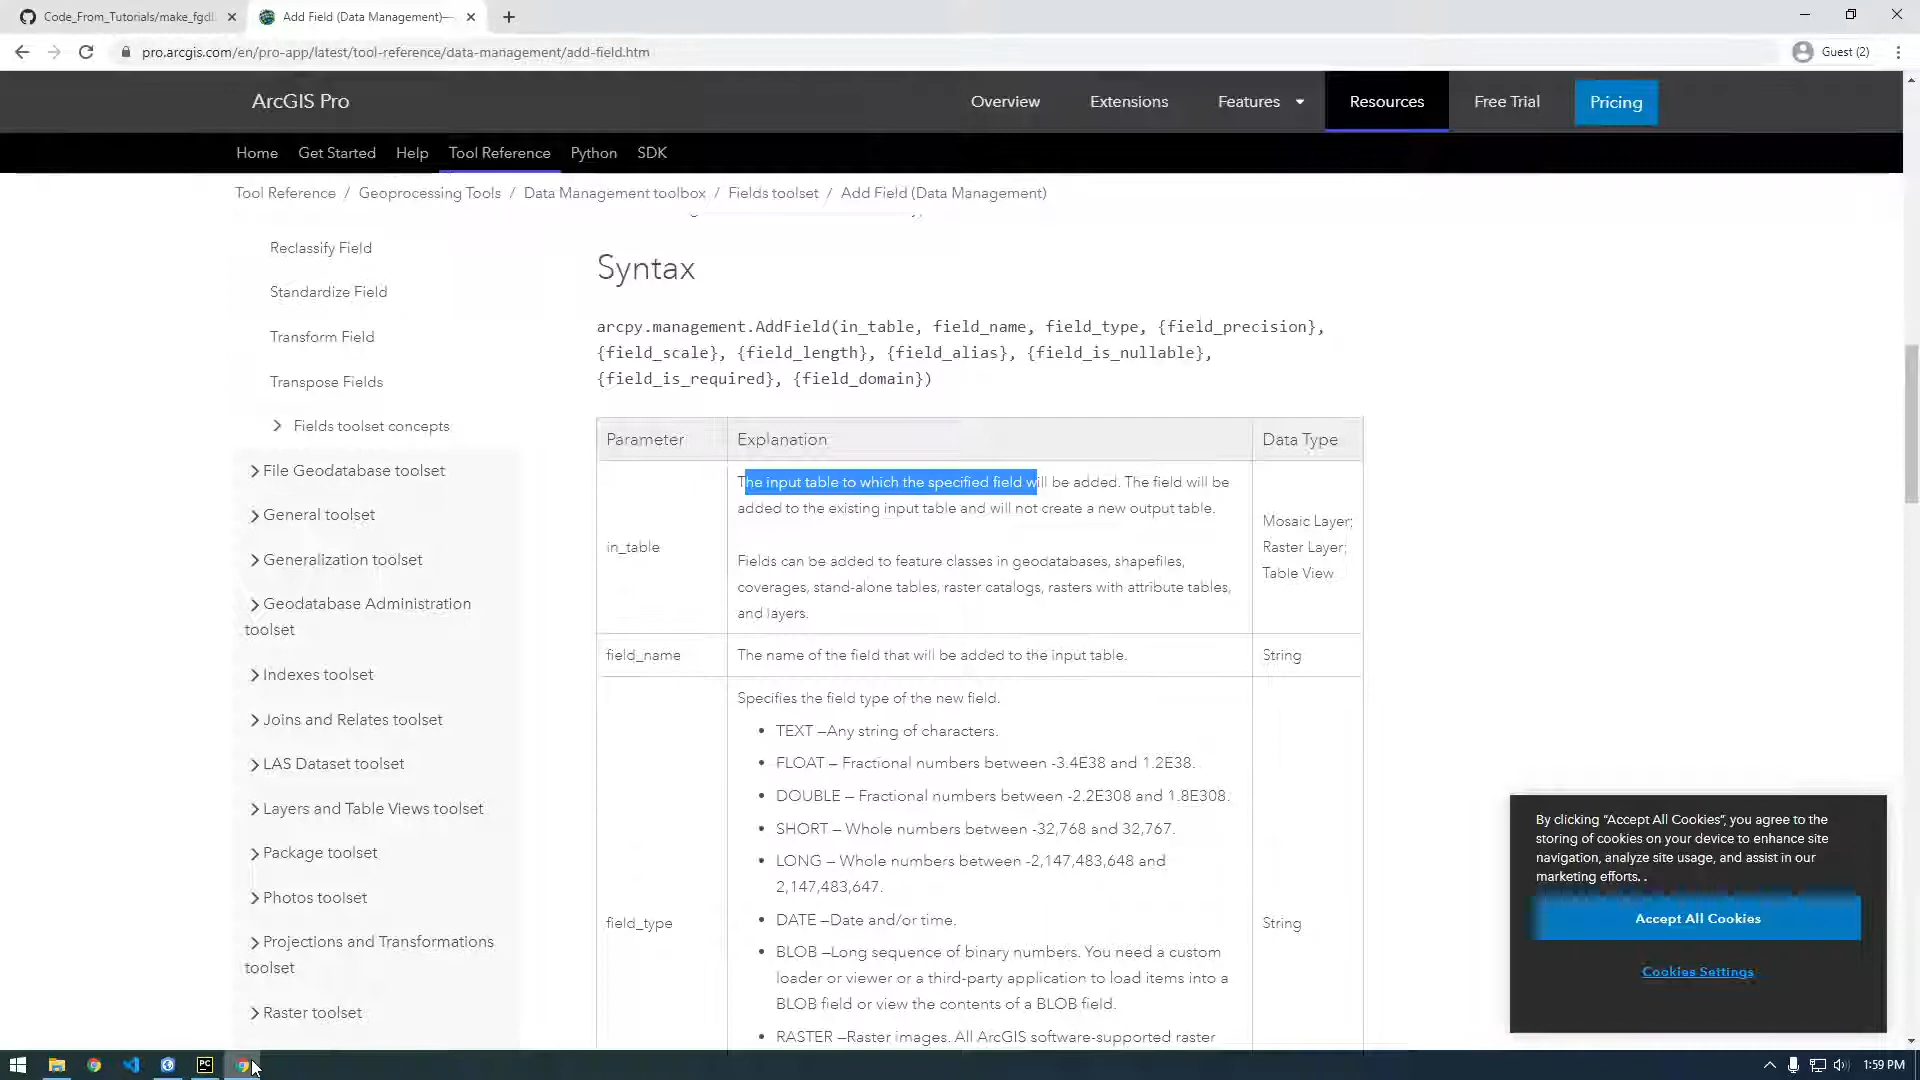 Code_From_Tutorials/make_fgdb
Add Field (Data Management)—
pro.arcgis.com/en/pro-app/latest/tool-reference/data-management/add-field.htm
Guest (2)
ArcGIS Pro
Overview
Extensions
Features
Resources
Free Trial
Pricing
Home
Get Started
Help
Tool Reference
Python
SDK
Tool Reference / Geoprocessing Tools / Data Management toolbox / Fields toolset / Add Field (Data Management)
Reclassify Field
Standardize Field
Transform Field
Transpose Fields
Fields toolset concepts
File Geodatabase toolset
General toolset
Generalization toolset
Geodatabase Administration
toolset
Indexes toolset
Joins and Relates toolset
LAS Dataset toolset
Layers and Table Views toolset
Package toolset
Photos toolset
Projections and Transformations
toolset
Raster toolset
Syntax
arcpy.management.AddField(in_table, field_name, field_type, {field_precision},
{field_scale}, {field_length}, {field_alias}, {field_is_nullable},
{field_is_required}, {field_domain})
Parameter
Explanation
Data Type
in_table
The input table to which the specified field will be added. The field will be
added to the existing input table and will not create a new output table.
Fields can be added to feature classes in geodatabases, shapefiles,
coverages, stand-alone tables, raster catalogs, rasters with attribute tables,
and layers.
Mosaic Layer;
Raster Layer;
Table View
field_name
The name of the field that will be added to the input table.
String
field_type
Specifies the field type of the new field.
• TEXT —Any string of characters.
• FLOAT — Fractional numbers between -3.4E38 and 1.2E38.
• DOUBLE — Fractional numbers between -2.2E308 and 1.8E308.
• SHORT — Whole numbers between -32,768 and 32,767.
• LONG — Whole numbers between -2,147,483,648 and
2,147,483,647.
• DATE —Date and/or time.
• BLOB —Long sequence of binary numbers. You need a custom
loader or viewer or a third-party application to load items into a
BLOB field or view the contents of a BLOB field.
• RASTER —Raster images. All ArcGIS software-supported raster
String
By clicking “Accept All Cookies”, you agree to the
storing of cookies on your device to enhance site
navigation, analyze site usage, and assist in our
marketing efforts. .
Accept All Cookies
Cookies Settings
PC
1:59 PM